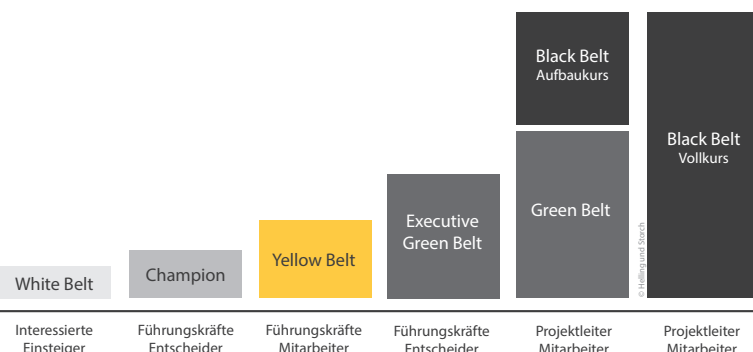 Black Belt
Aufbaukurs
Black Belt
Vollkurs
Executive
Green Belt
Green Belt
Yellow Belt
Champion
White Belt
© Helling und Storch
Interessierte
Einsteiger
Führungskräfte
Entscheider
Führungskräfte
Mitarbeiter
Führungskräfte
Entscheider
Projektleiter
Mitarbeiter
Projektleiter
Mitarbeiter